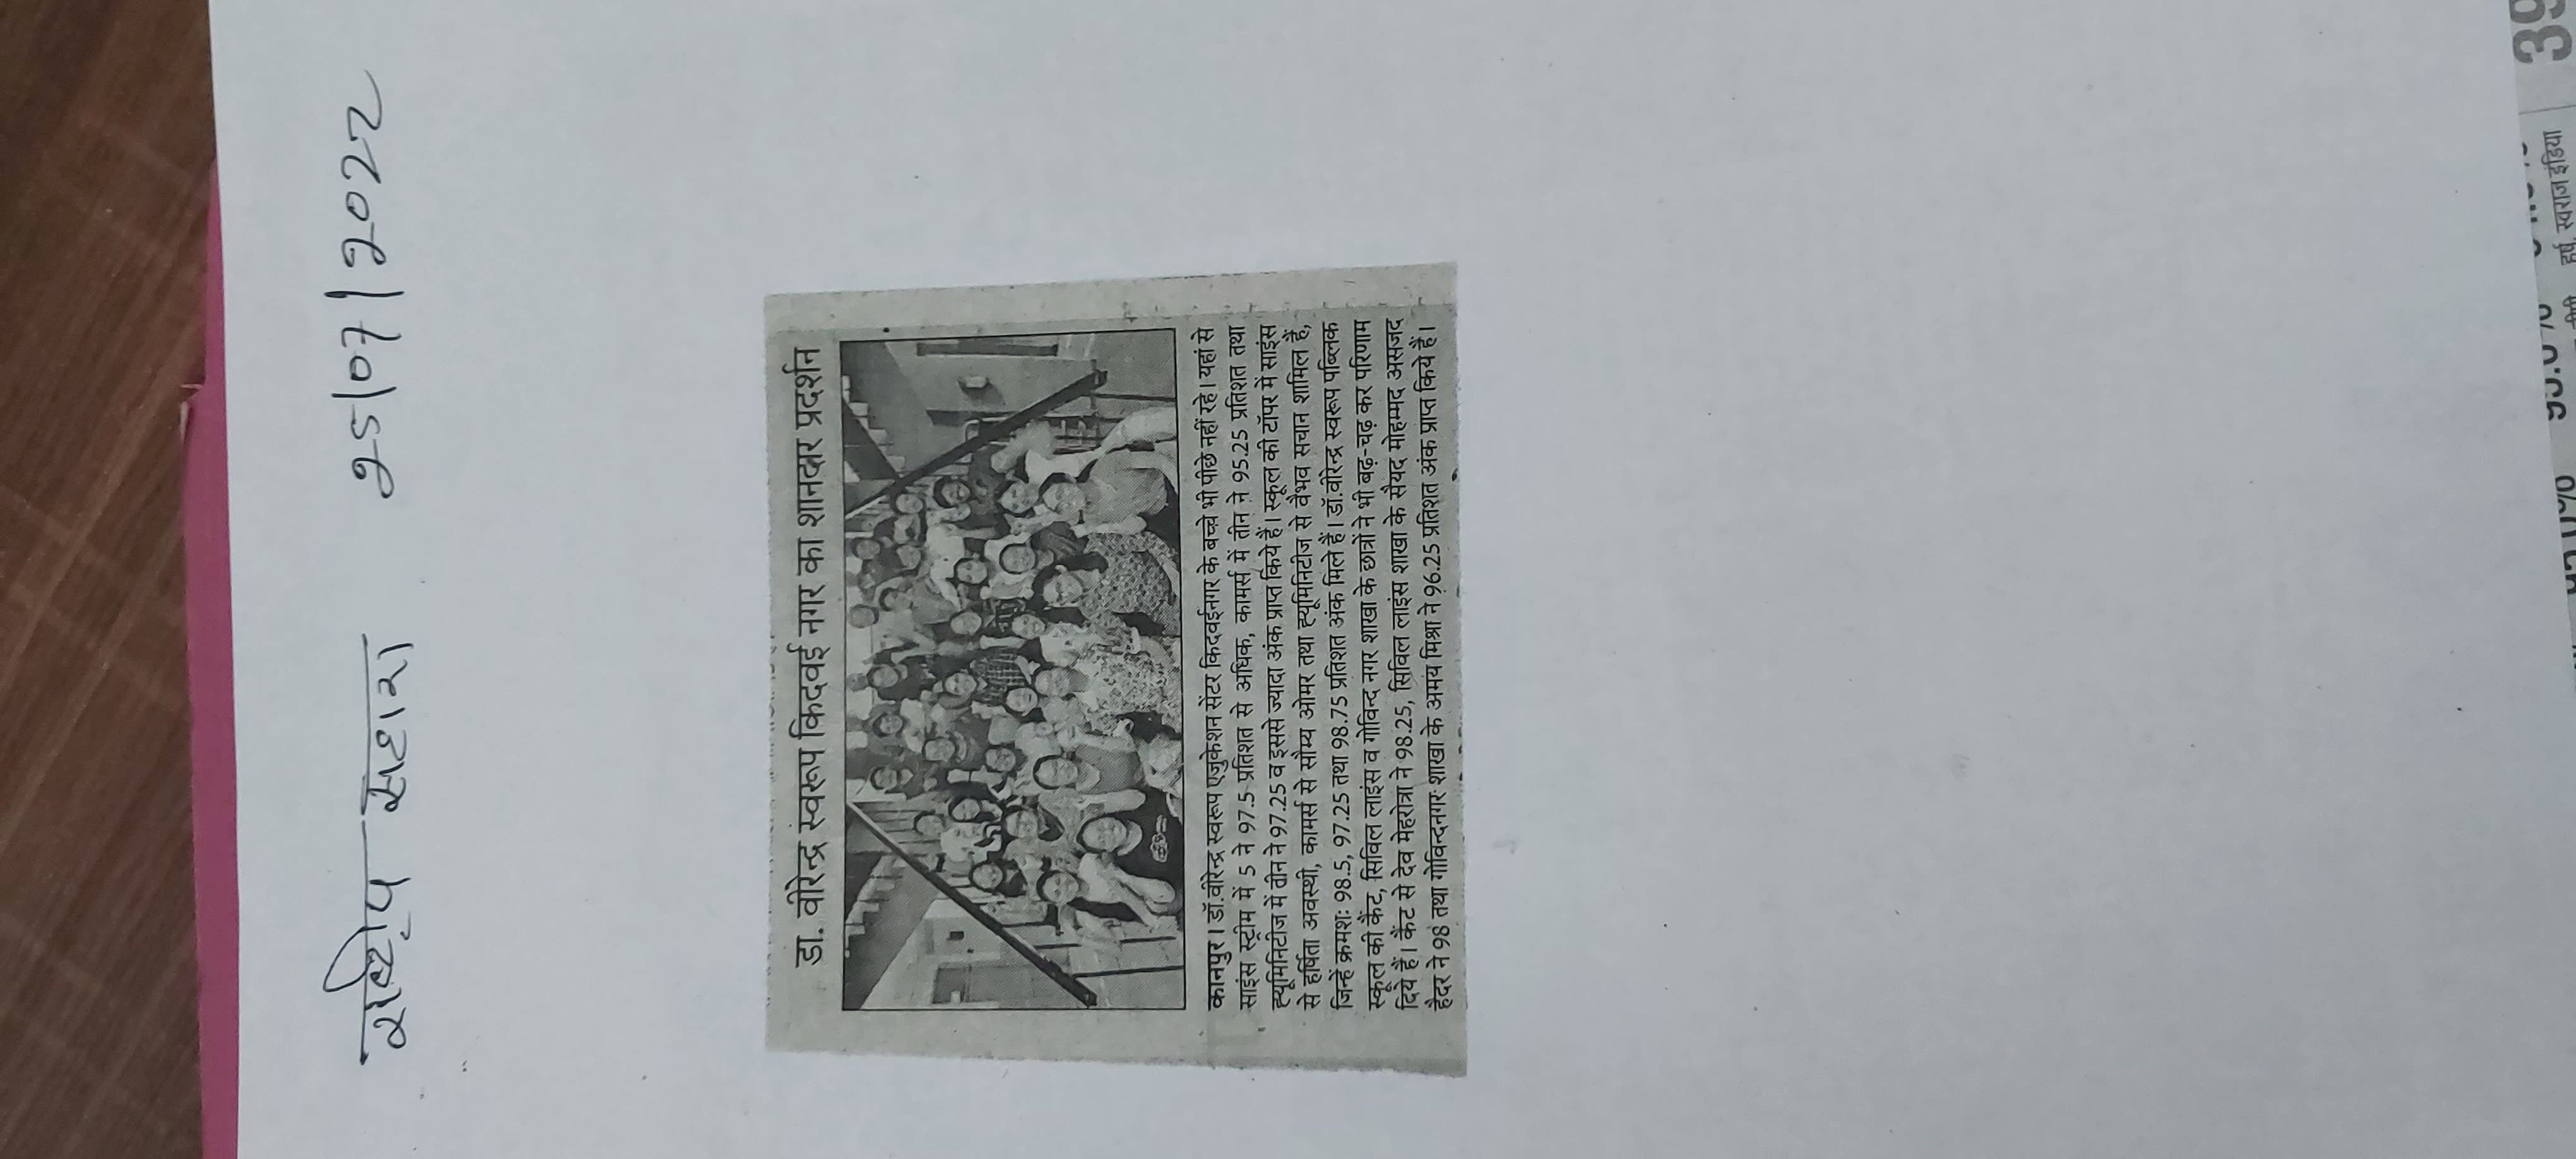 राष्ट्रीय सहारा 25/07/2022
डा. वीरेन्द्र स्वरूप किदवई नगर का शानदार प्रदर्शन
कानपुर। डॉ.वीरेन्द्र स्वरूप एजुकेशन सेंटर किदवईनगर के बच्चे भी पीछे नहीं रहे। यहां से
साइंस स्ट्रीम में 5 ने 97.5 प्रतिशत से अधिक, कामर्स में तीन ने 95.25 प्रतिशत तथा
ह्यूमिनिटीज में तीन ने 97.25 व इससे ज्यादा अंक प्राप्त किये हैं। स्कूल की टॉपर में साइंस
से हर्षिता अवस्थी, कामर्स से सौम्य ओमर तथा ह्यूमिनिटीज से वैभव सचान शामिल हैं,
जिन्हें क्रमशः 98.5, 97.25 तथा 98.75 प्रतिशत अंक मिले हैं। डॉ.वीरेन्द्र स्वरूप पब्लिक
स्कूल की कैंट, सिविल लाइंस व गोविन्द नगर शाखा के छात्रों ने भी बढ़-चढ़ कर परिणाम
दिये हैं। कैंट से देव मेहरोत्रा ने 98.25, सिविल लाइंस शाखा के सैयद मोहम्मद असजद
हैदर ने 98 तथा गोविन्दनगर शाखा के अमय मिश्रा ने 96.25 प्रतिशत अंक प्राप्त किये हैं।
हर्ष, स्वराज इंडिया